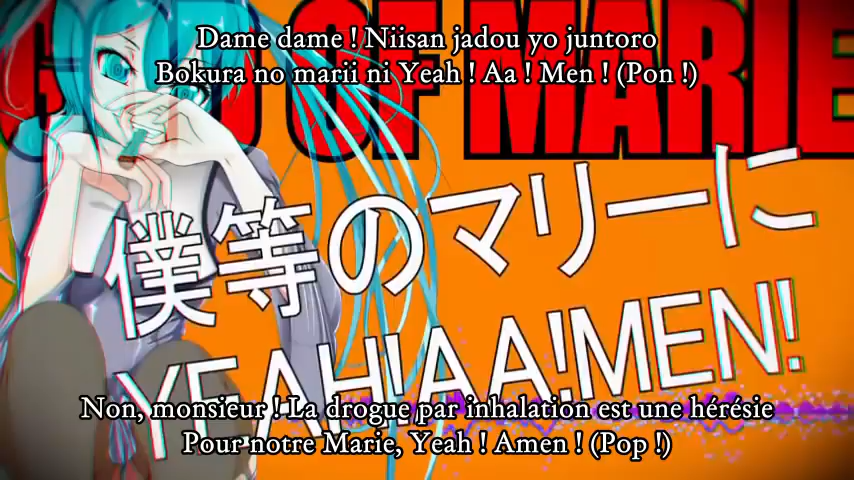 Dame dame ! Niisan jadou yo juntoro
Bokura no marii ni Yeah ! Aa ! Men ! (Pon !)
GOD OF MARIE
僕等のマリーに
YEAH!AA!MEN!
Non, monsieur ! La drogue par inhalation est une hérésie
Pour notre Marie, Yeah ! Amen ! (Pop !)